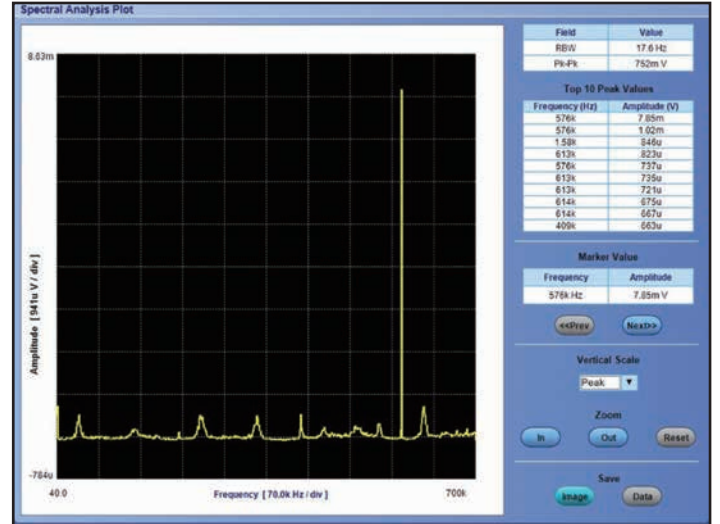 Spectral Analysis Plot
8.63m
Amplitude [ 941u V / div ]
-784u
40.0
Frequency [ 70.0k Hz / div ]
700k
Field Value
RBW 17.6 Hz
Pk-Pk 752m V
Top 10 Peak Values
Frequency (Hz) Amplitude (V)
576k 7.85m
576k 1.02m
1.58k 846u
613k 823u
576k 737u
613k 735u
613k 721u
614k 675u
614k 667u
409k 663u
Marker Value
Frequency Amplitude
576k Hz 7.85m V
<<Prev Next>>
Vertical Scale
Peak
Zoom
In Out Reset
Save
Image Data